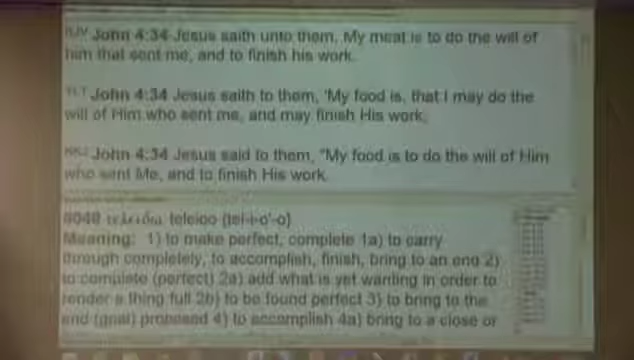 KJV John 4:34 Jesus saith unto them, My meat is to do the will of
him that sent me, and to finish his work.
YLT John 4:34 Jesus saith to them, 'My food is, that I may do the
will of Him who sent me, and may finish His work;
NKJ John 4:34 Jesus said to them, "My food is to do the will of Him
who sent Me, and to finish His work.
τελειόω teleioo {tel-i-o'-o}
Meaning: 1) to make perfect, complete 1a) to carry
through completely, to accomplish, finish, bring to an end 2)
to complete (perfect) 2a) add what is yet wanting in order to
render a thing full 2b) to be found perfect 3) to bring to the
end (goal) proposed 4) to accomplish 4a) bring to a close or